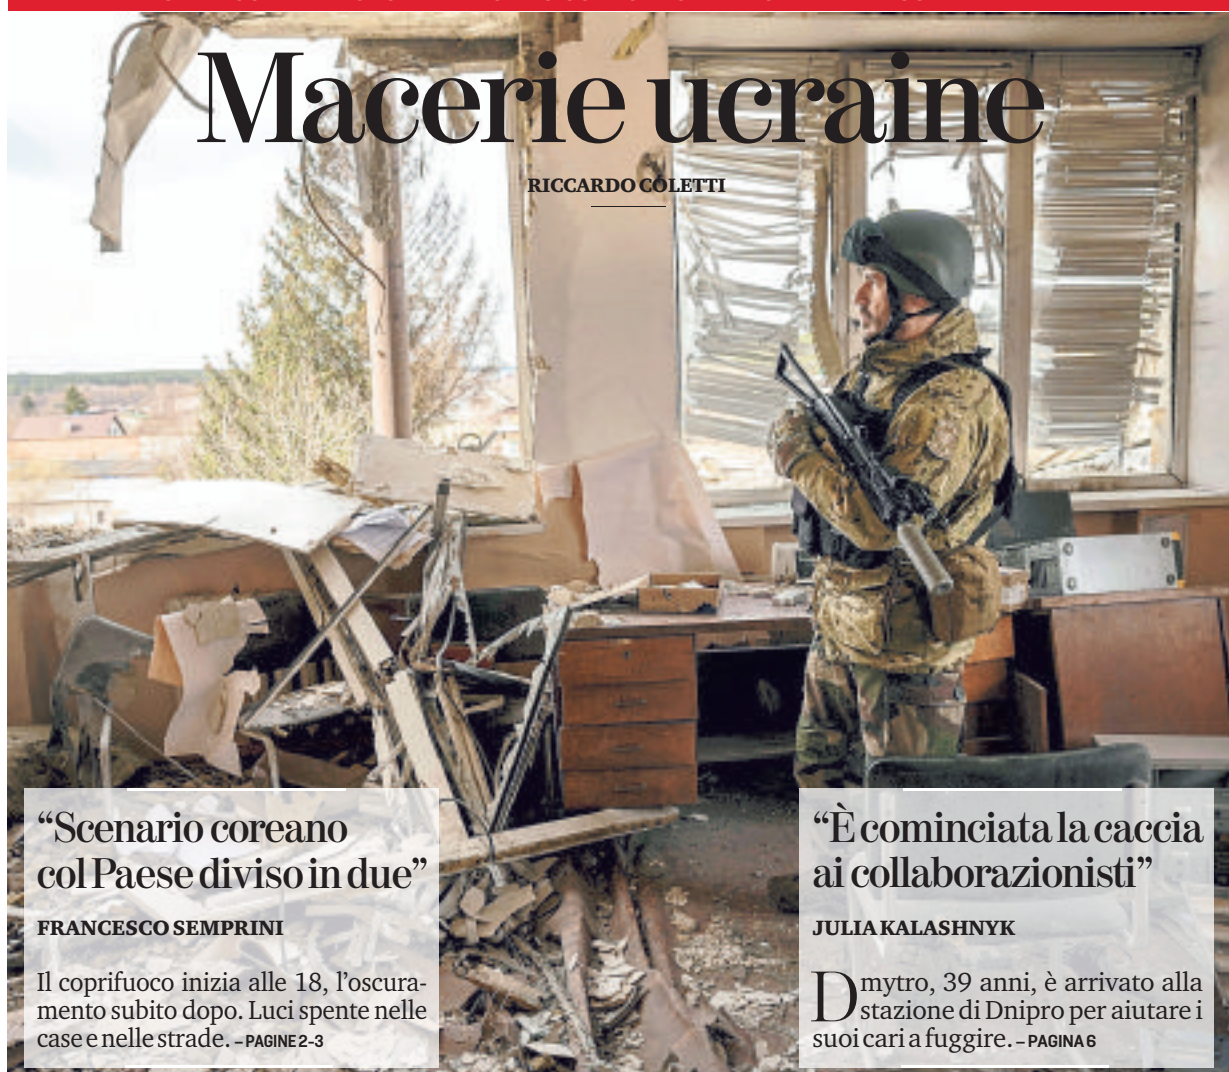 Macerie ucraine
RICCARDO COLETTI
“Scenario coreano
col Paese diviso in due”
FRANCESCO SEMPRINI
Il coprifuoco inizia alle 18, l’oscura-
mento subito dopo. Luci spente nelle
case e nelle strade. – PAGINE 2-3
“È cominciata la caccia
ai collaborazionisti”
JULIA KALASHNYK
Dmytro, 39 anni, è arrivato alla
stazione di Dnipro per aiutare i
suoi cari a fuggire. – PAGINA 6